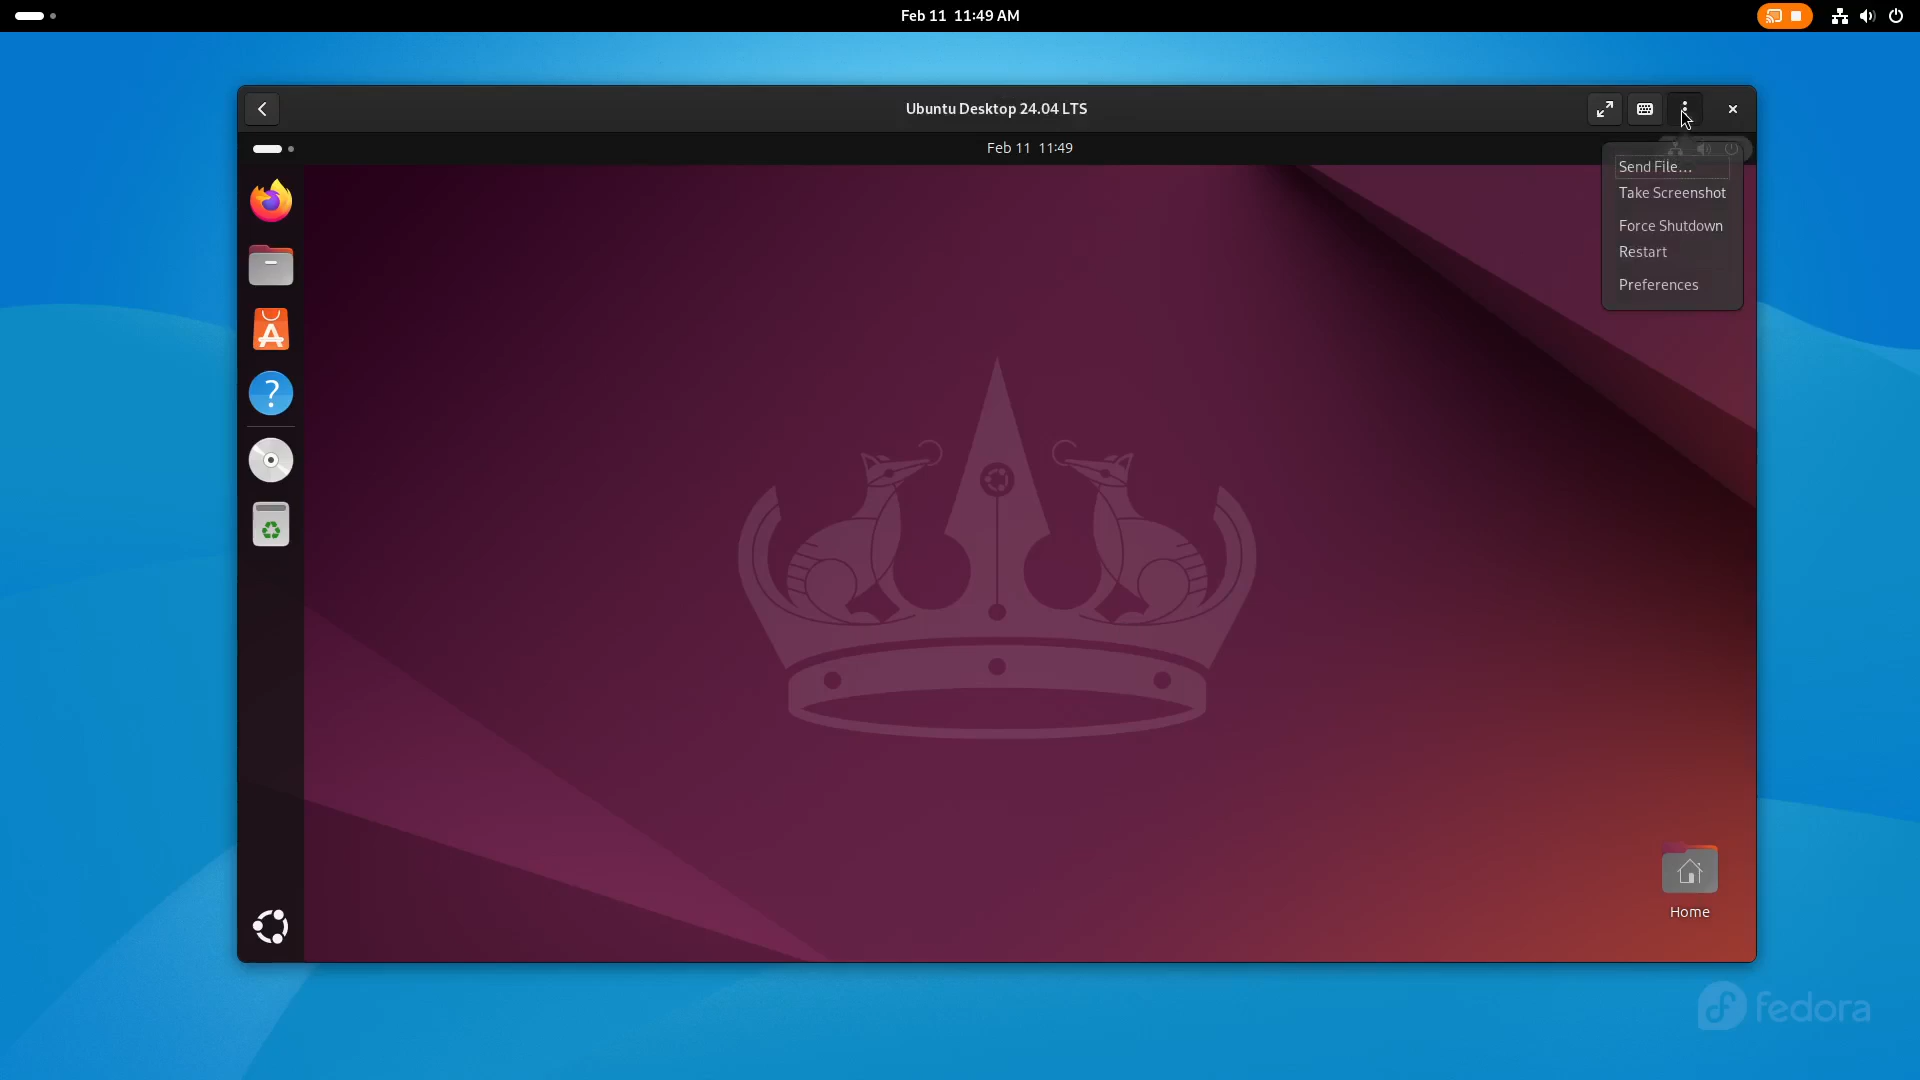 Feb 11 11:49 AM
Ubuntu Desktop 24.04 LTS
Feb 11 11:49
Send File...
Take Screenshot
Force Shutdown
Restart
Preferences
Home
fedora